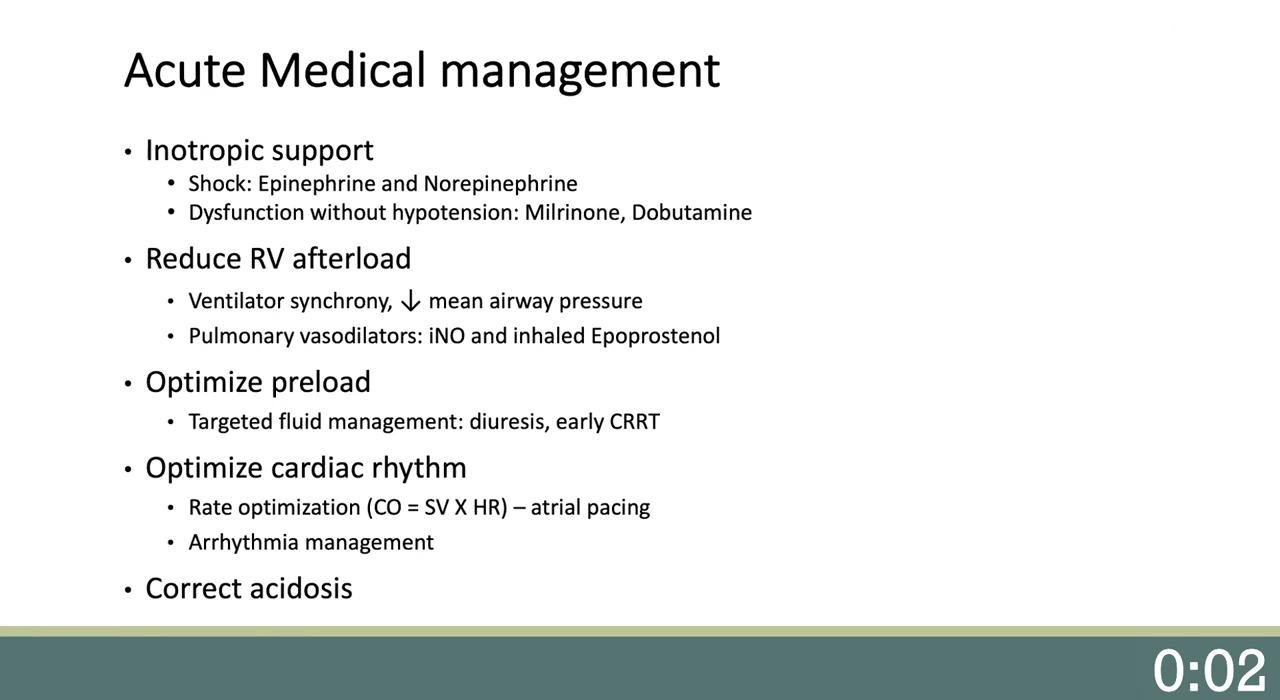 Acute Medical management
• Inotropic support
• Shock: Epinephrine and Norepinephrine
• Dysfunction without hypotension: Milrinone, Dobutamine
• Reduce RV afterload
• Ventilator synchrony, ↓ mean airway pressure
• Pulmonary vasodilators: iNO and inhaled Epoprostenol
• Optimize preload
• Targeted fluid management: diuresis, early CRRT
• Optimize cardiac rhythm
• Rate optimization (CO = SV X HR) – atrial pacing
• Arrhythmia management
• Correct acidosis
0:02